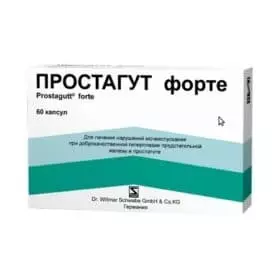 ПРОСТАГУТ форте
Prostagutt® forte
60 капсул
Для лечения нарушений мочеиспускания
при доброкачественной гиперплазии предстательной
железы и простатите
Dr. Willmar Schwabe GmbH & Co.KG
Германия